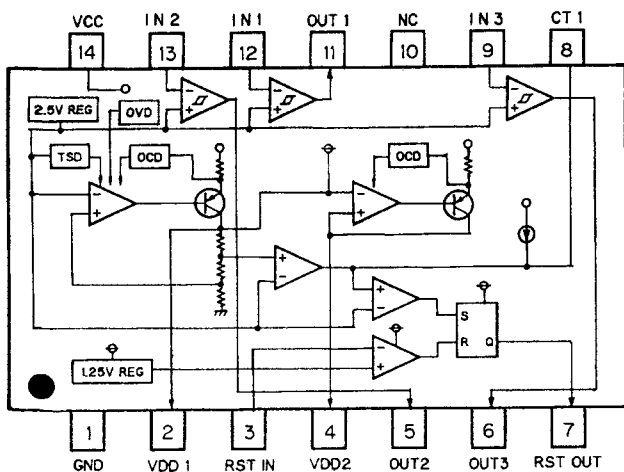 VCC IN 2 IN 1 OUT 1 NC IN 3 CT 1
14 13 12 11 10 9 8
2.5V REG OVD
TSD OCD OCD
S
R Q
1.25V REG
1 2 3 4 5 6 7
GND VDD 1 RST IN VDD2 OUT2 OUT3 RST OUT